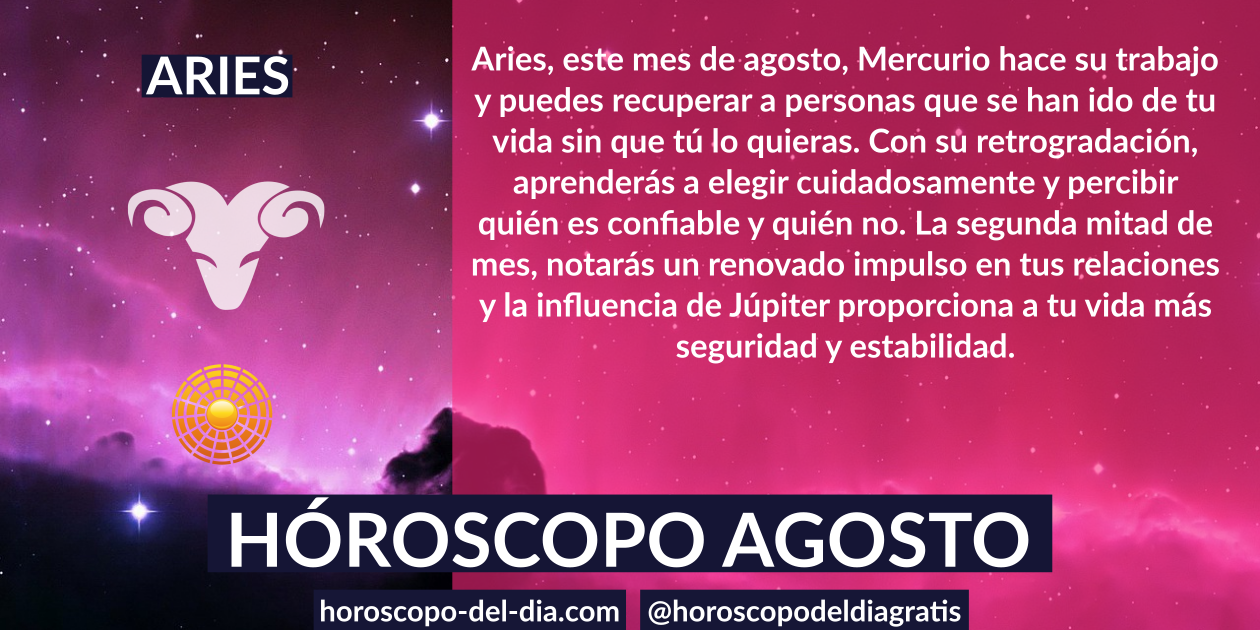 ARIES
Aries, este mes de agosto, Mercurio hace su trabajo
y puedes recuperar a personas que se han ido de tu
vida sin que tú lo quieras. Con su retrogradación,
aprenderás a elegir cuidadosamente y percibir
quién es confiable y quién no. La segunda mitad de
mes, notarás un renovado impulso en tus relaciones
y la influencia de Júpiter proporciona a tu vida más
seguridad y estabilidad.
HÓROSCOPO AGOSTO
horoscopo-del-dia.com
@horoscopodeldiagratis